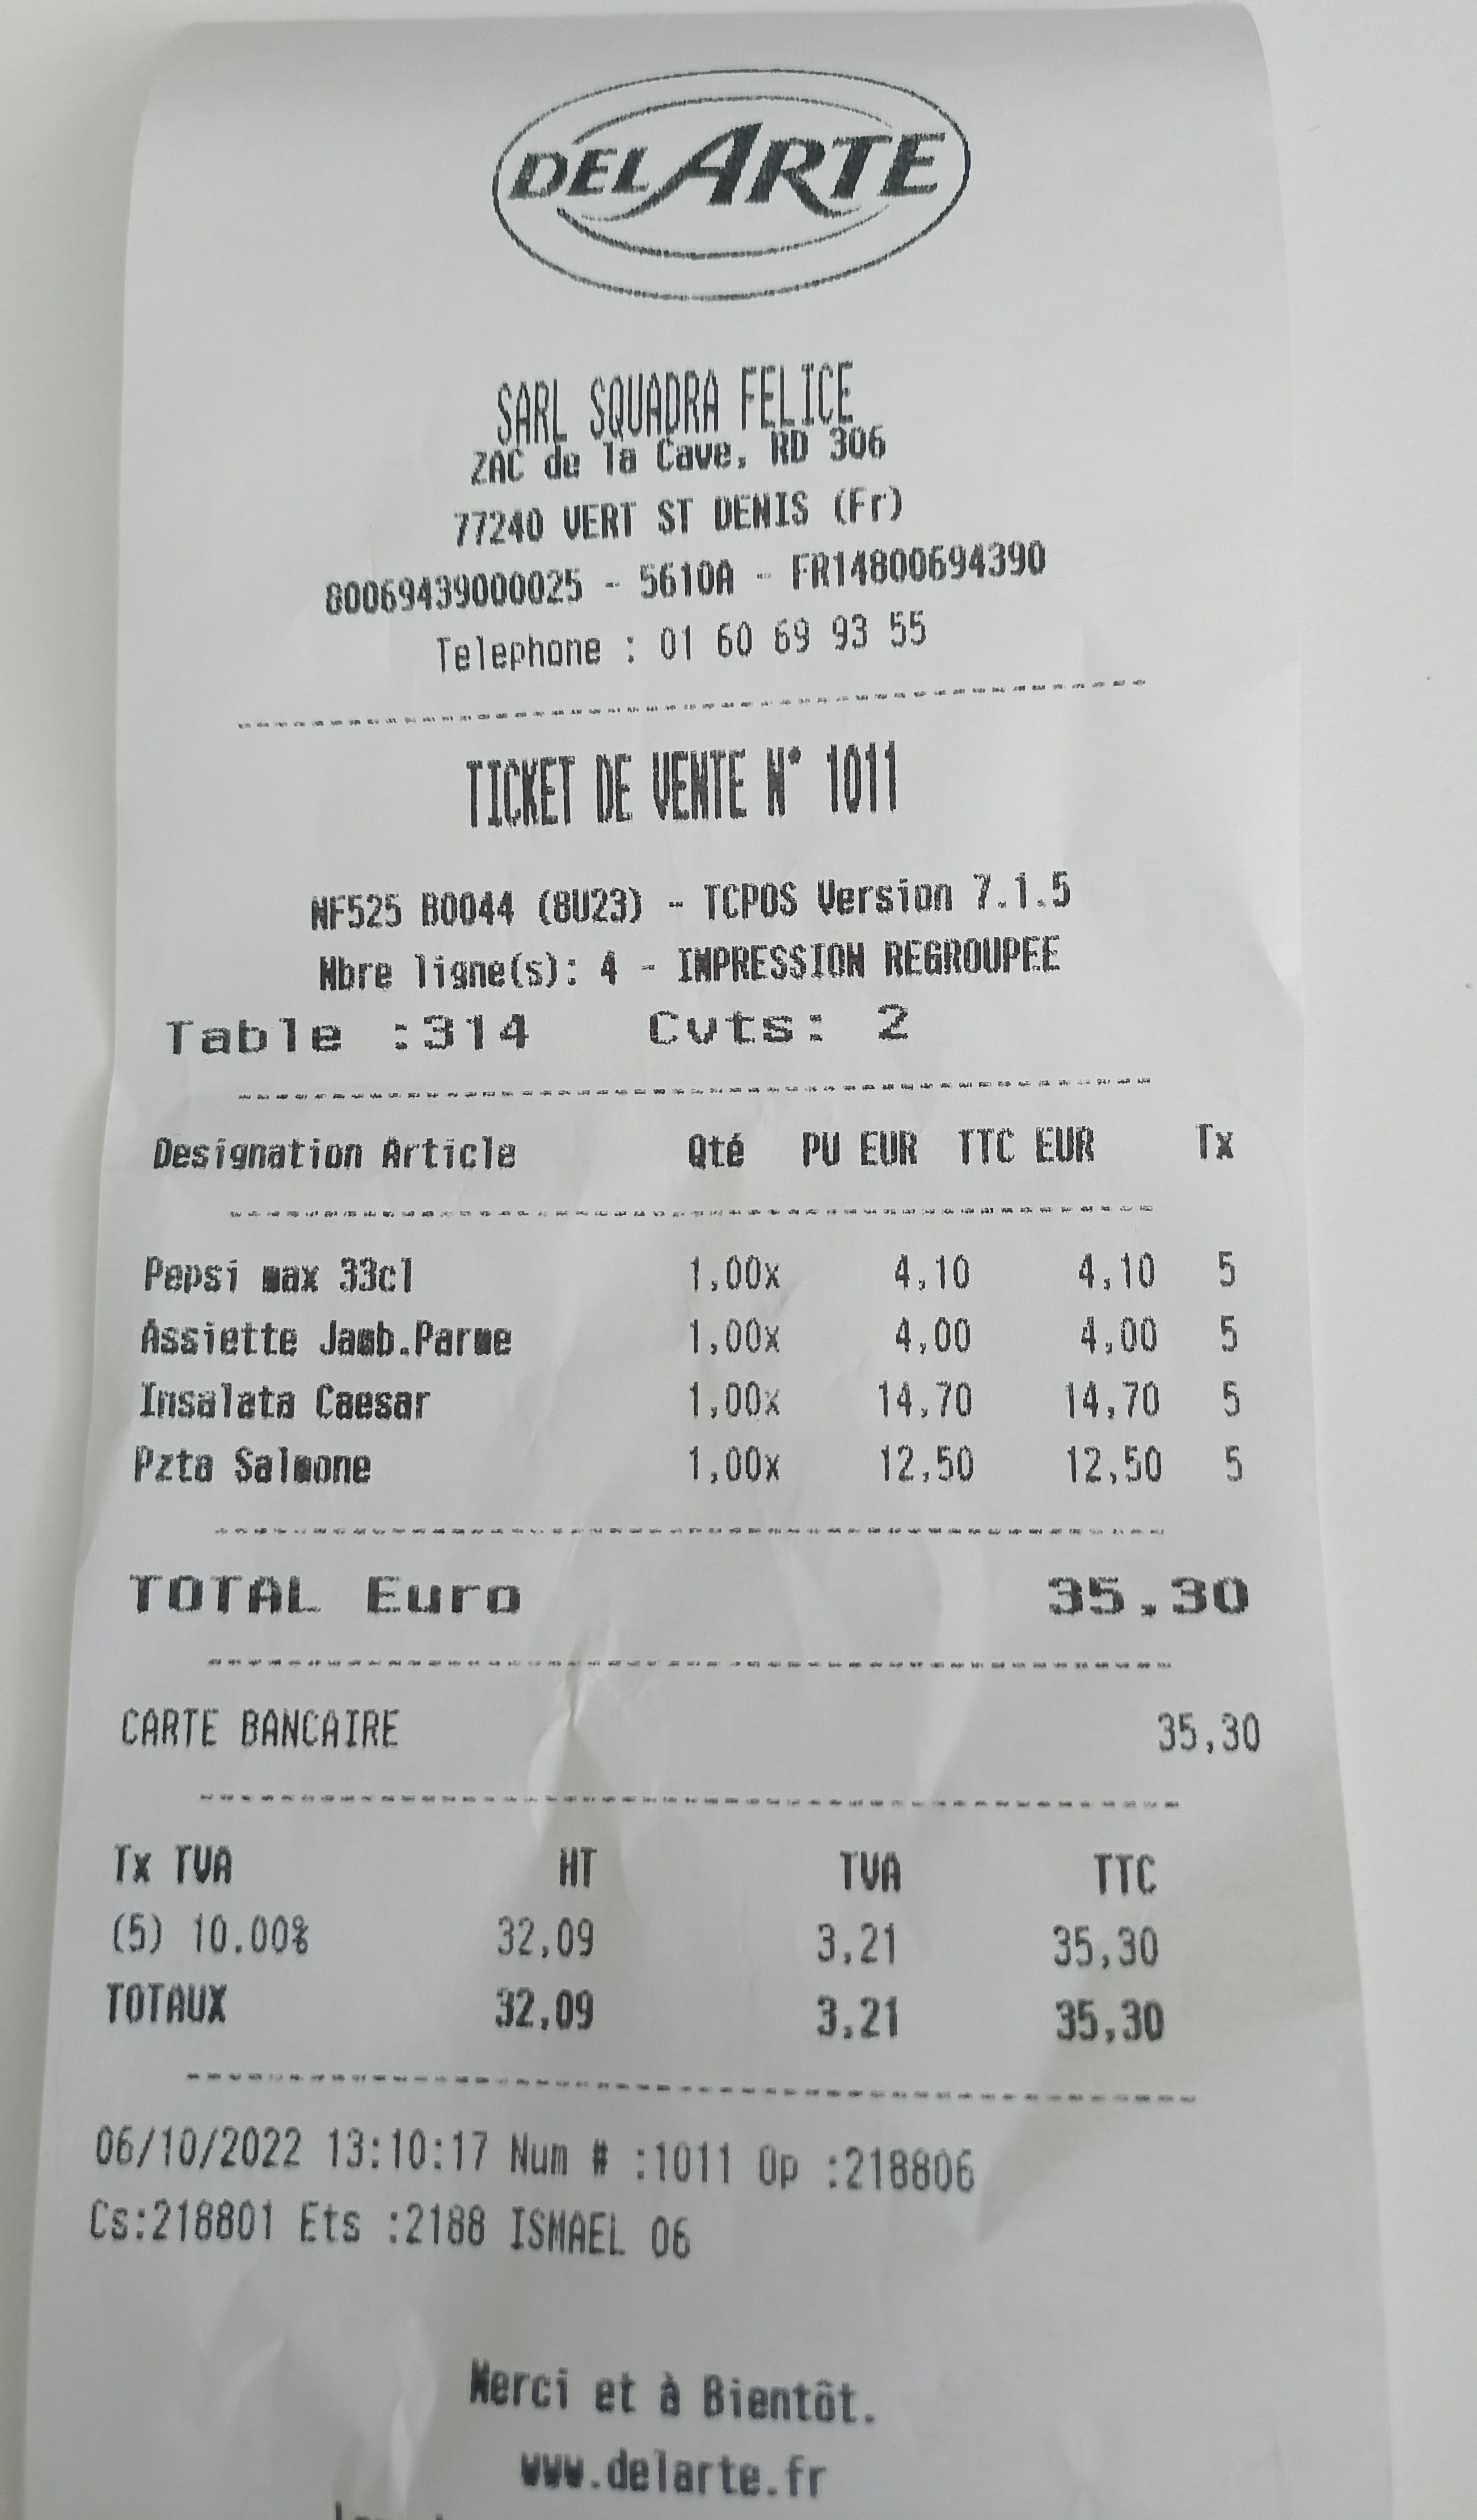 DEL ARTE
SARL SQUADRA FELICE
ZAC de la Cave, RD 306
77240 VERT ST DENIS (Fr)
80069439000025 - 5610A - FR14800694390
Telephone : 01 60 69 93 55
TICKET DE VENTE N° 1011
NF525 B0044 (8U23) - TCPOS Version 7.1.5
Nbre ligne(s): 4 - IMPRESSION REGROUPEE
Table :314 Cvts: 2
Designation Article Qté PU EUR TTC EUR Tx
Pepsi max 33cl 1,00x 4,10 4,10 5
Assiette Jamb.Parme 1,00x 4,00 4,00 5
Insalata Caesar 1,00x 14,70 14,70 5
Pzta Salmone 1,00x 12,50 12,50 5
TOTAL Euro 35,30
CARTE BANCAIRE 35,30
Tx TVA HT TVA TTC
(5) 10.00% 32,09 3,21 35,30
TOTAUX 32,09 3,21 35,30
06/10/2022 13:10:17 Num # :1011 Op :218806
Cs:218801 Ets :2188 ISMAEL 06
Merci et à Bientôt.
www.delarte.fr